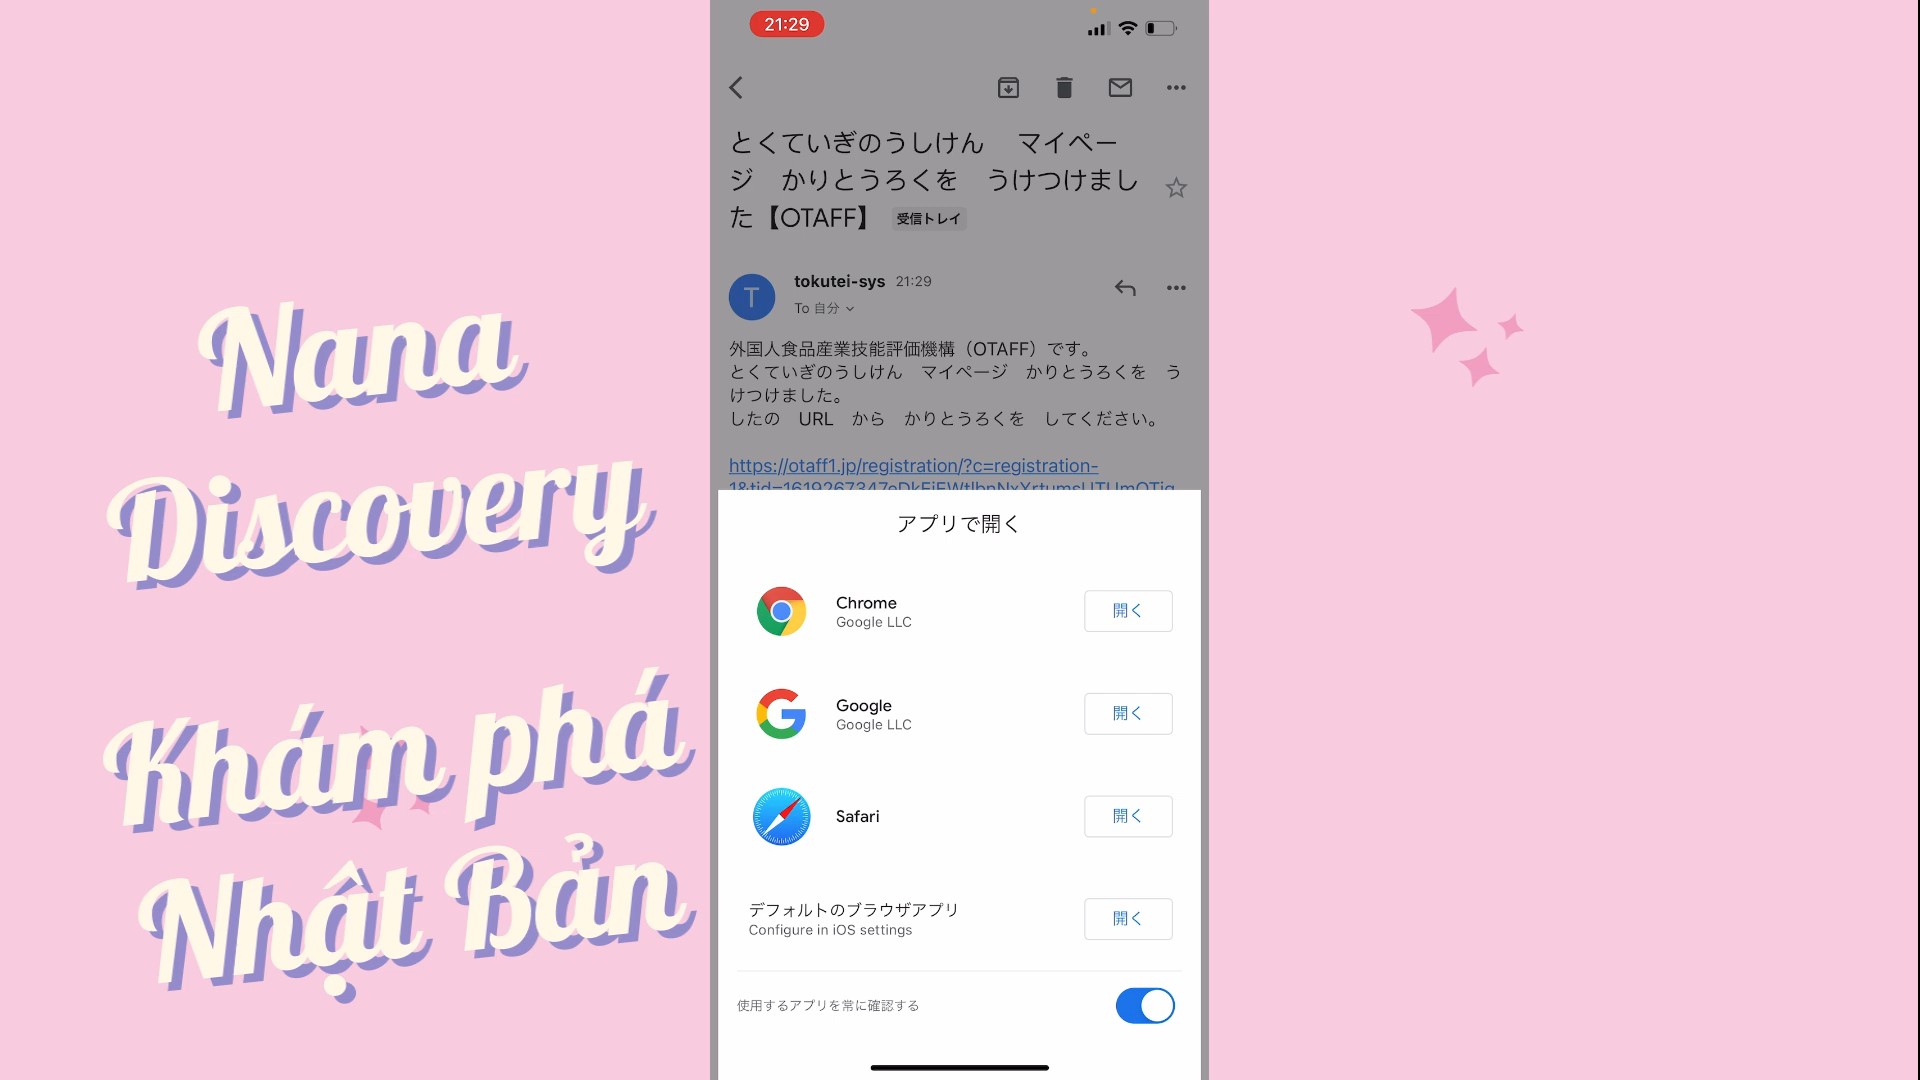 Nana
Discovery
Khám phá
Nhật Bản
21:29
とくていぎのうしけん　マイペー
ジ　かりとうろくを　うけつけまし
た【OTAFF】 受信トレイ
T
tokutei-sys 21:29
To 自分
外国人食品産業技能評価機構（OTAFF）です。
とくていぎのうしけん　マイページ　かりとうろくを　う
けつけました。
したの　URL　から　かりとうろくを　してください。
https://otaff1.jp/registration/?c=registration-
アプリで開く
Chrome
Google LLC
開く
Google
Google LLC
開く
Safari
開く
デフォルトのブラウザアプリ
Configure in iOS settings
開く
使用するアプリを常に確認する